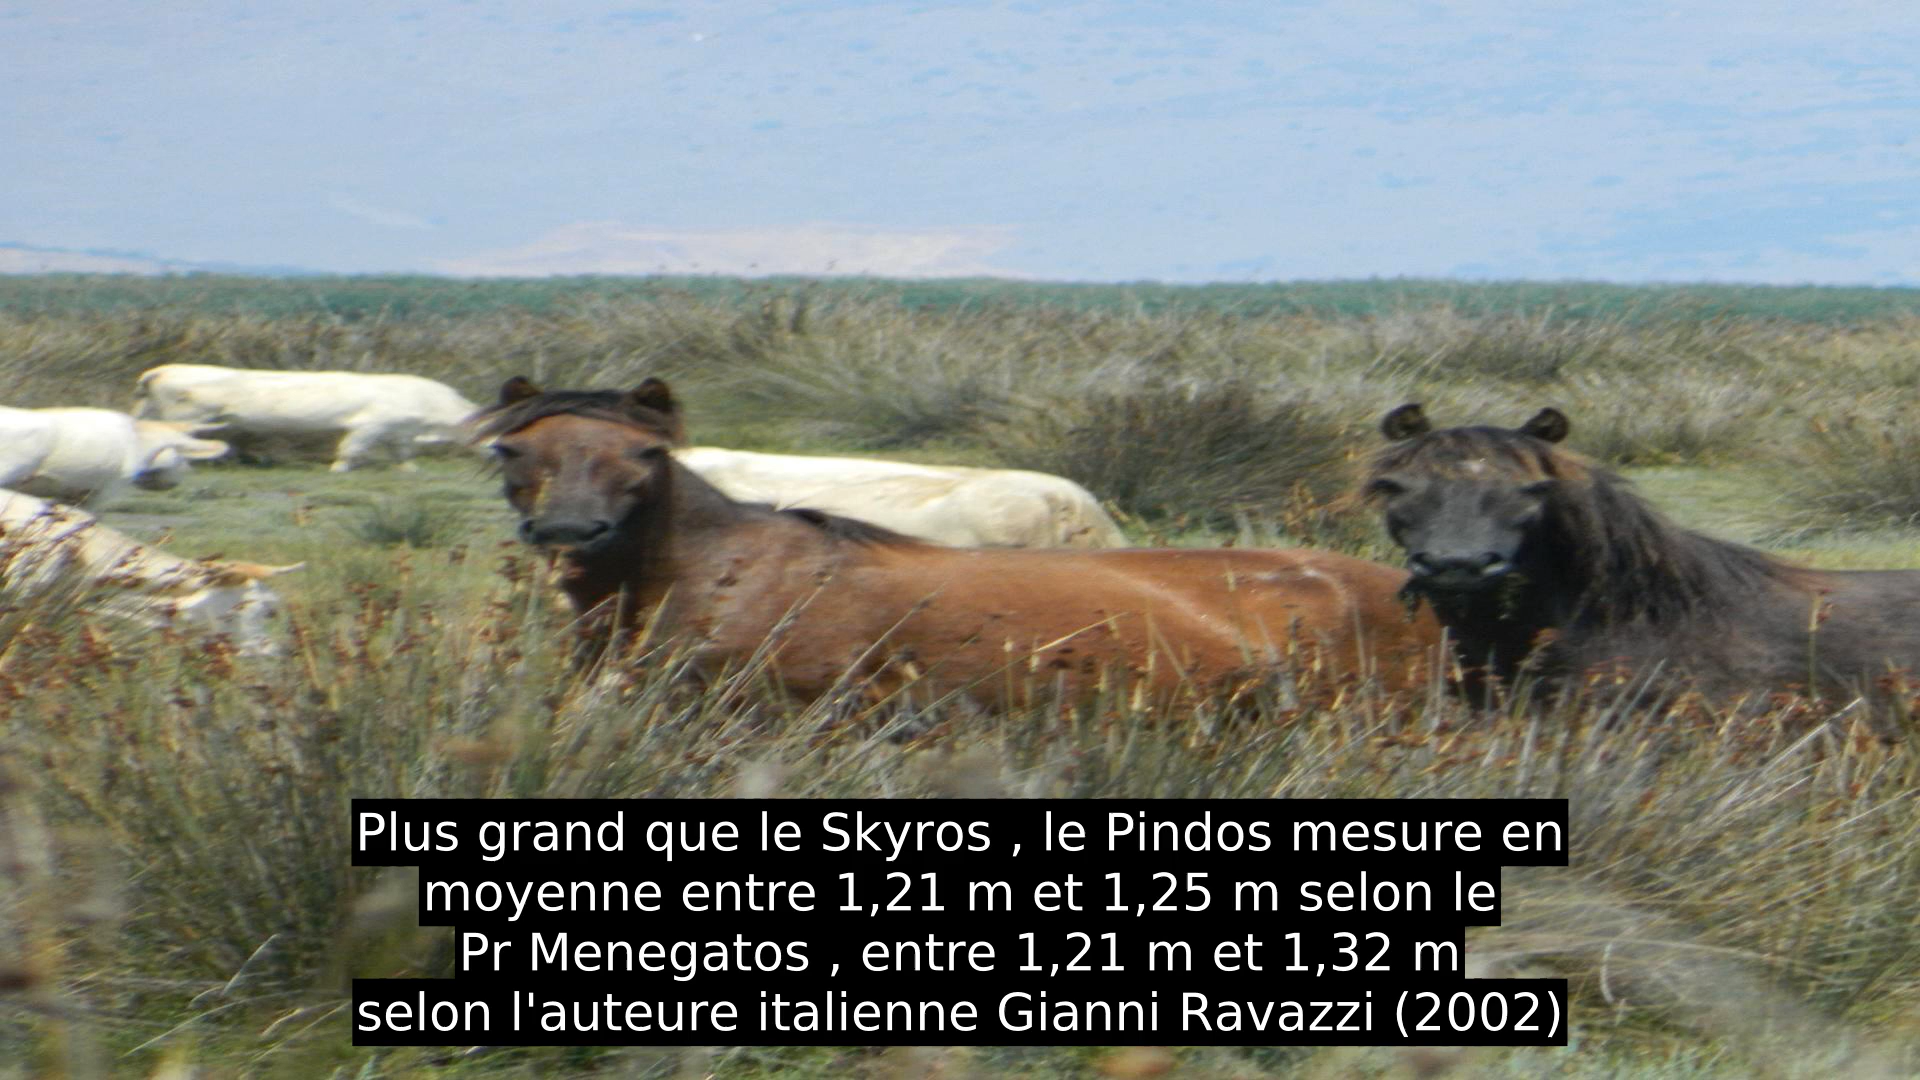 Plus grand que le Skyros , le Pindos mesure en
moyenne entre 1,21 m et 1,25 m selon le
Pr Menegatos , entre 1,21 m et 1,32 m
selon l'auteure italienne Gianni Ravazzi (2002)